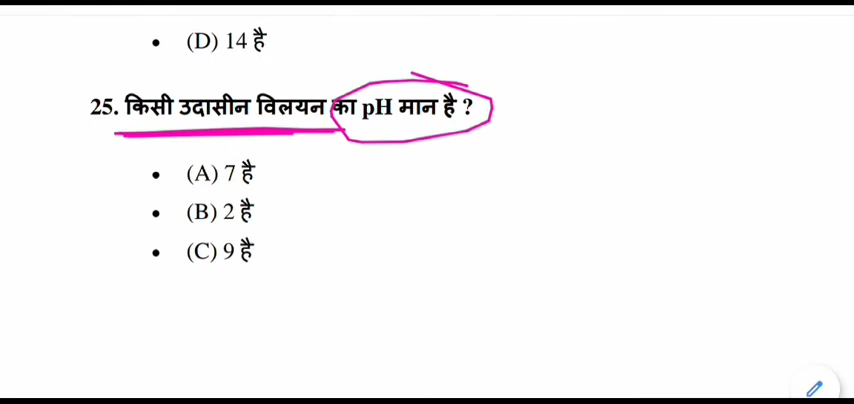 • (D) 14 है
25. किसी उदासीन विलयन का pH मान है ?
• (A) 7 है
• (B) 2 है
• (C) 9 है